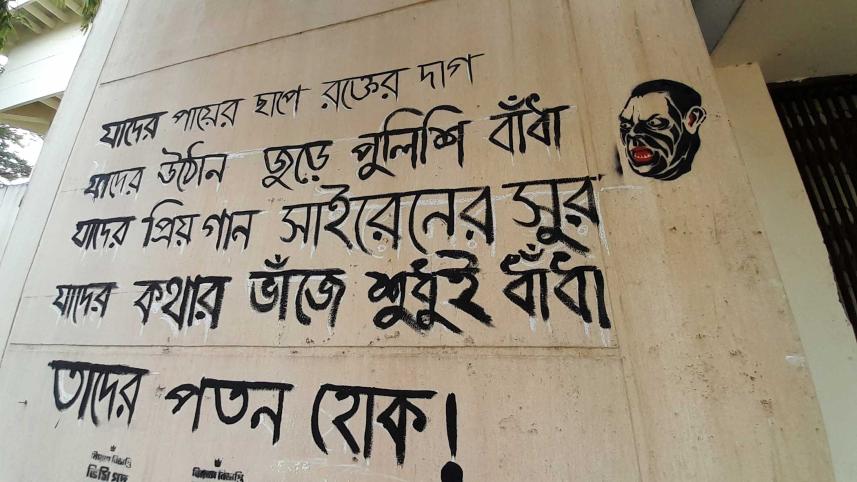 যাদের পায়ের ছাপে রক্তের দাগ
যাদের উঠোন জুড়ে পুলিশি বাঁধা
যাদের প্রিয় গান সাইরেনের সুর
যাদের কথার ভাঁজে শুধুই ধাঁধা
তাদের পতন হোক!